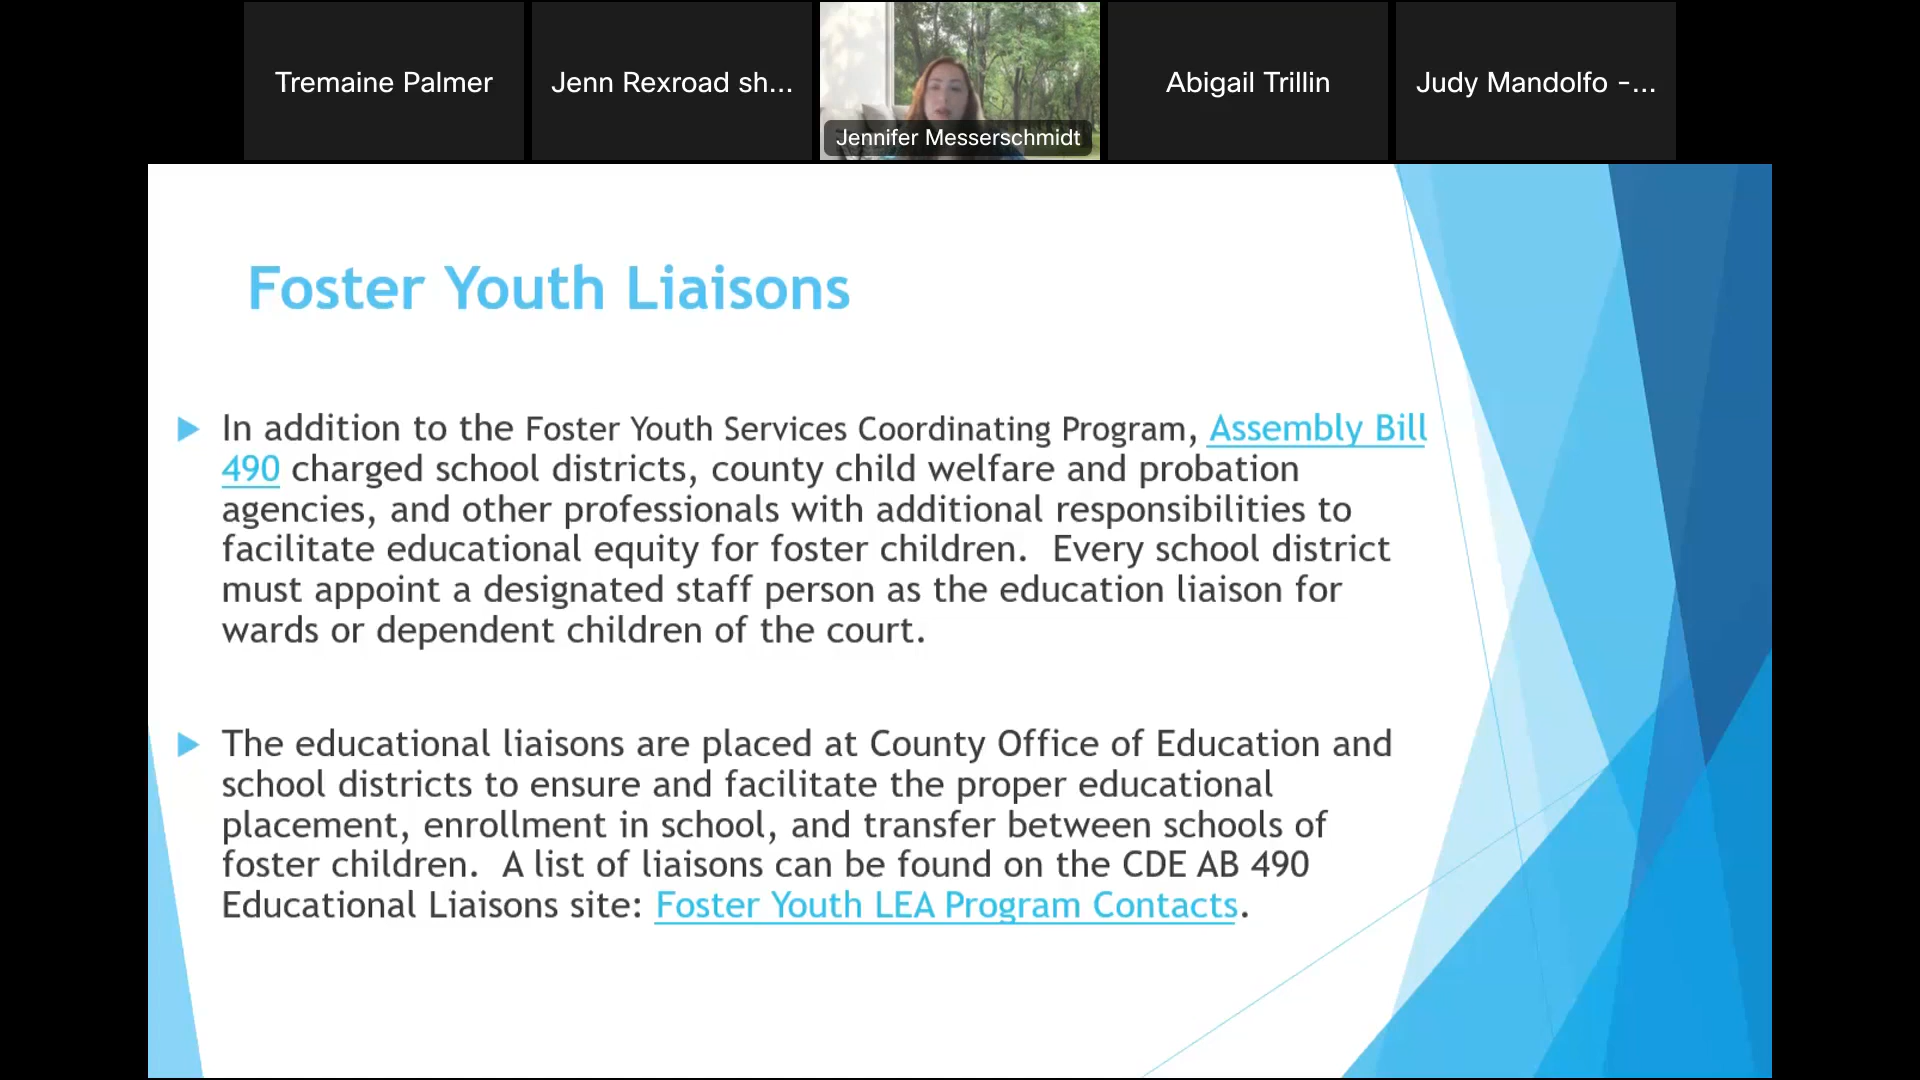 Tremaine Palmer
Jenn Rexroad sh...
Jennifer Messerschmidt
Abigail Trillin
Judy Mandolfo -...
Foster Youth Liaisons
In addition to the Foster Youth Services Coordinating Program, Assembly Bill
490 charged school districts, county child welfare and probation
agencies, and other professionals with additional responsibilities to
facilitate educational equity for foster children.  Every school district
must appoint a designated staff person as the education liaison for
wards or dependent children of the court.
The educational liaisons are placed at County Office of Education and
school districts to ensure and facilitate the proper educational
placement, enrollment in school, and transfer between schools of
foster children.  A list of liaisons can be found on the CDE AB 490
Educational Liaisons site: Foster Youth LEA Program Contacts.